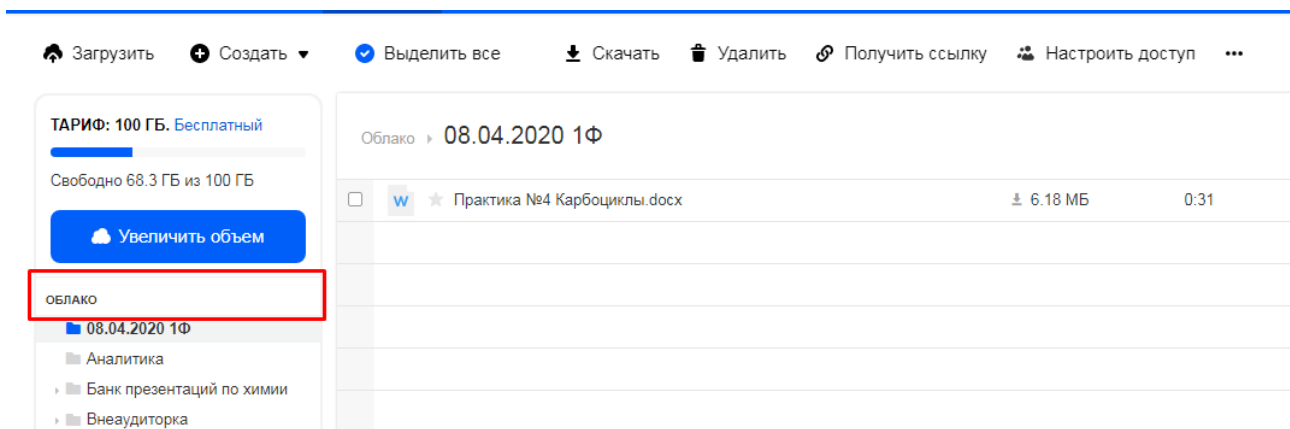 Загрузить Создать Выделить все Скачать Удалить Получить ссылку Настроить доступ
ТАРИФ: 100 ГБ. Бесплатный
Свободно 68.3 ГБ из 100 ГБ
Увеличить объем
ОБЛАКО
08.04.2020 1Ф
Аналитика
Банк презентаций по химии
Внеаудиторка
Облако 08.04.2020 1Ф
W Практика №4 Карбоциклы.docx 6.18 МБ 0:31